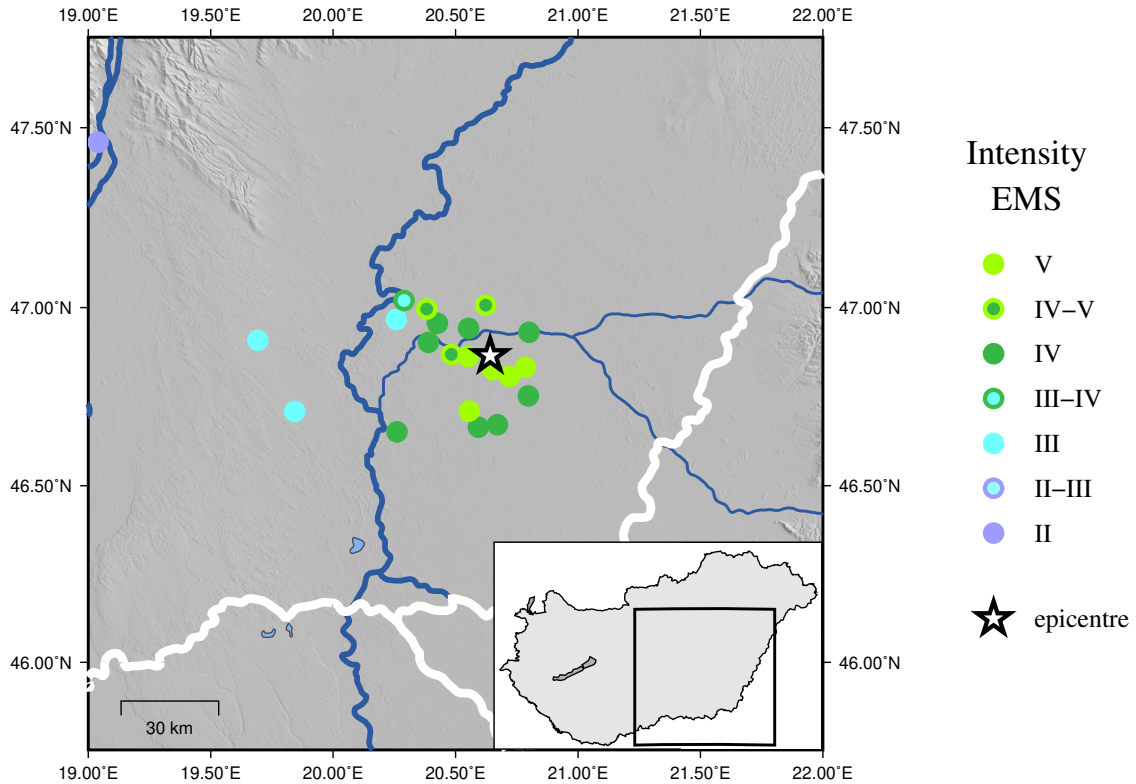 19.00°E 19.50°E 20.00°E 20.50°E 21.00°E 21.50°E 22.00°E
47.50°N 47.50°N
47.00°N 47.00°N
46.50°N 46.50°N
46.00°N 46.00°N
30 km
19.00°E 19.50°E 20.00°E 20.50°E 21.00°E 21.50°E 22.00°E
Intensity
EMS
V
IV–V
IV
III–IV
III
II–III
II
epicentre